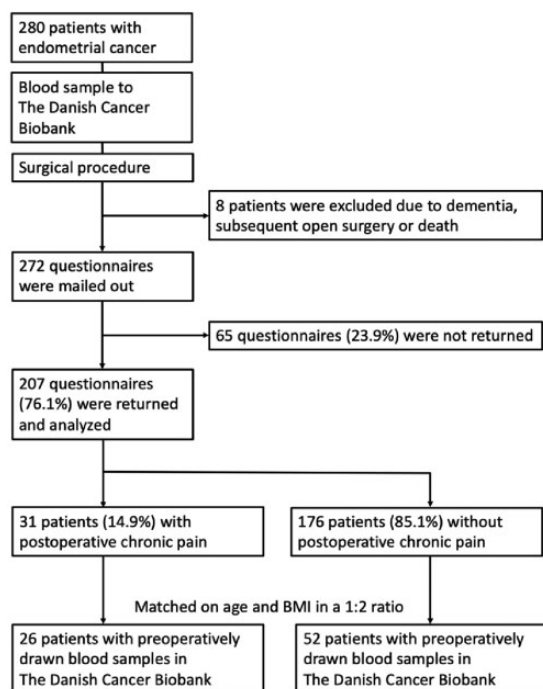 280 patients with
endometrial cancer
Blood sample to
The Danish Cancer
Biobank
Surgical procedure
8 patients were excluded due to dementia,
subsequent open surgery or death
272 questionnaires
were mailed out
65 questionnaires (23.9%) were not returned
207 questionnaires
(76.1%) were returned
and analyzed
31 patients (14.9%) with
postoperative chronic pain
176 patients (85.1%) without
postoperative chronic pain
Matched on age and BMI in a 1:2 ratio
26 patients with preoperatively
drawn blood samples in
The Danish Cancer Biobank
52 patients with preoperatively
drawn blood samples in
The Danish Cancer Biobank